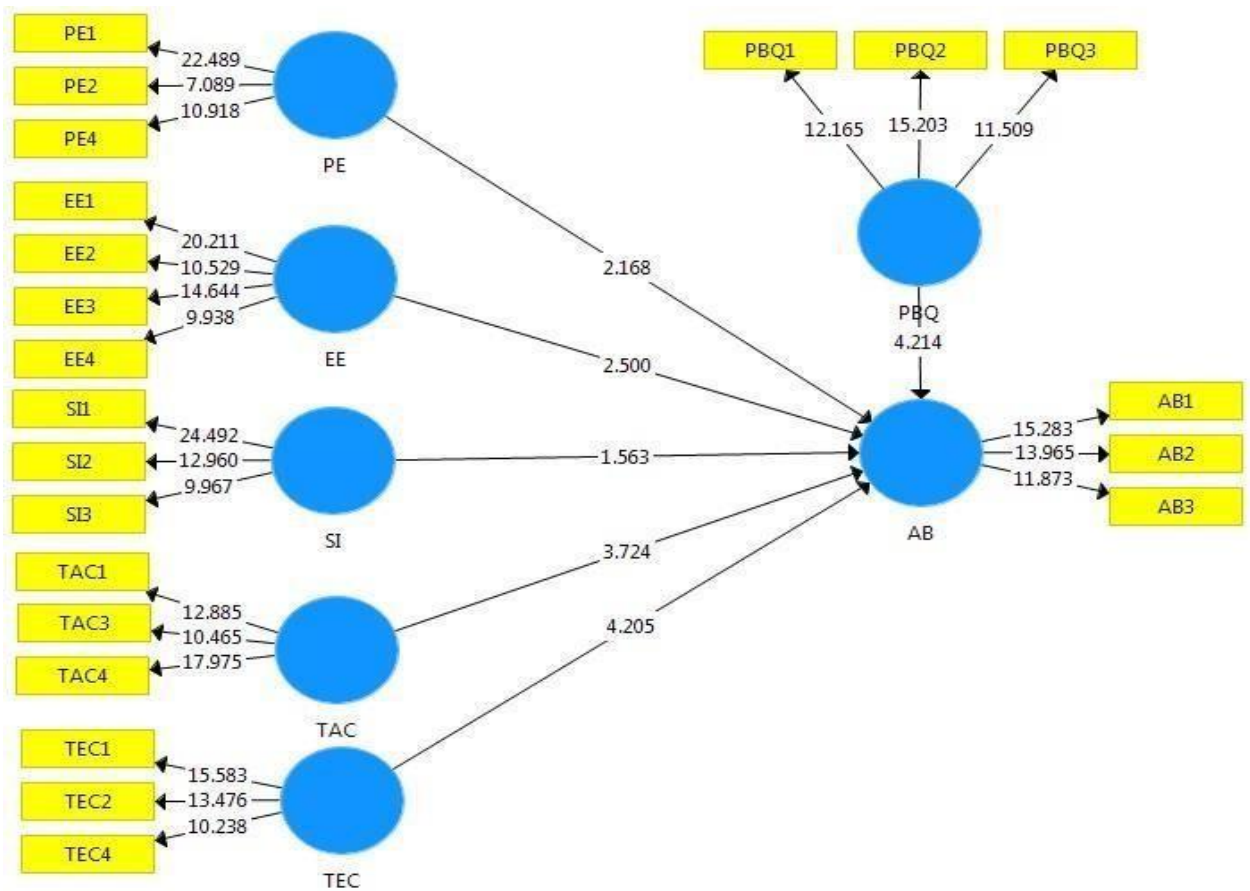 PE1
22.489
PE2
7.089
PE4
10.918
PE
EE1
20.211
EE2
10.529
EE3
14.644
EE4
9.938
EE
SI1
24.492
SI2
12.960
SI3
9.967
SI
TAC1
12.885
TAC3
10.465
TAC4
17.975
TAC
TEC1
15.583
TEC2
13.476
TEC4
10.238
TEC
2.168
2.500
1.563
3.724
4.205
PBQ1
PBQ2
PBQ3
12.165
15.203
11.509
PBQ
4.214
AB
15.283
AB1
13.965
AB2
11.873
AB3